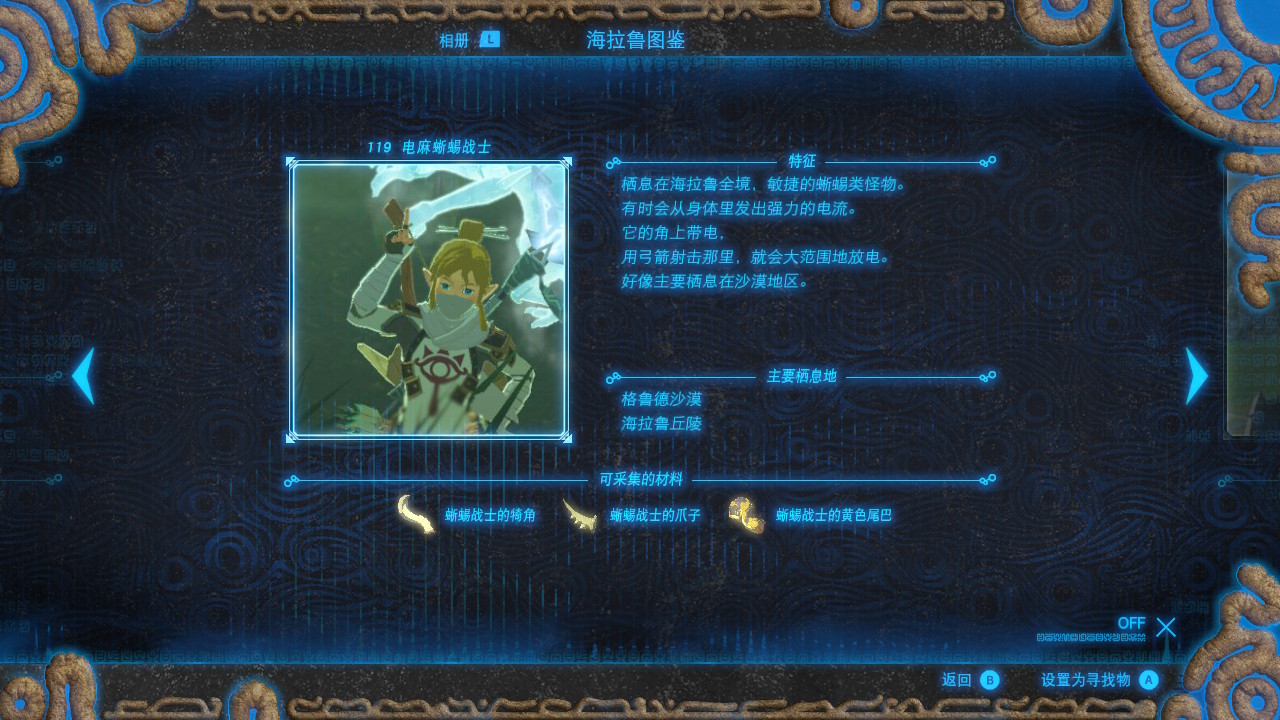 相册 L
海拉鲁图鉴
119 电麻蜥蜴战士
特征
栖息在海拉鲁全境，敏捷的蜥蜴类怪物。
有时会从身体里发出强力的电流。
它的角上带电，
用弓箭射击那里，就会大范围地放电。
好像主要栖息在沙漠地区。
主要栖息地
格鲁德沙漠
海拉鲁丘陵
可采集的材料
蜥蜴战士的犄角
蜥蜴战士的爪子
蜥蜴战士的黄色尾巴
OFF
返回 B
设置为寻找物 A